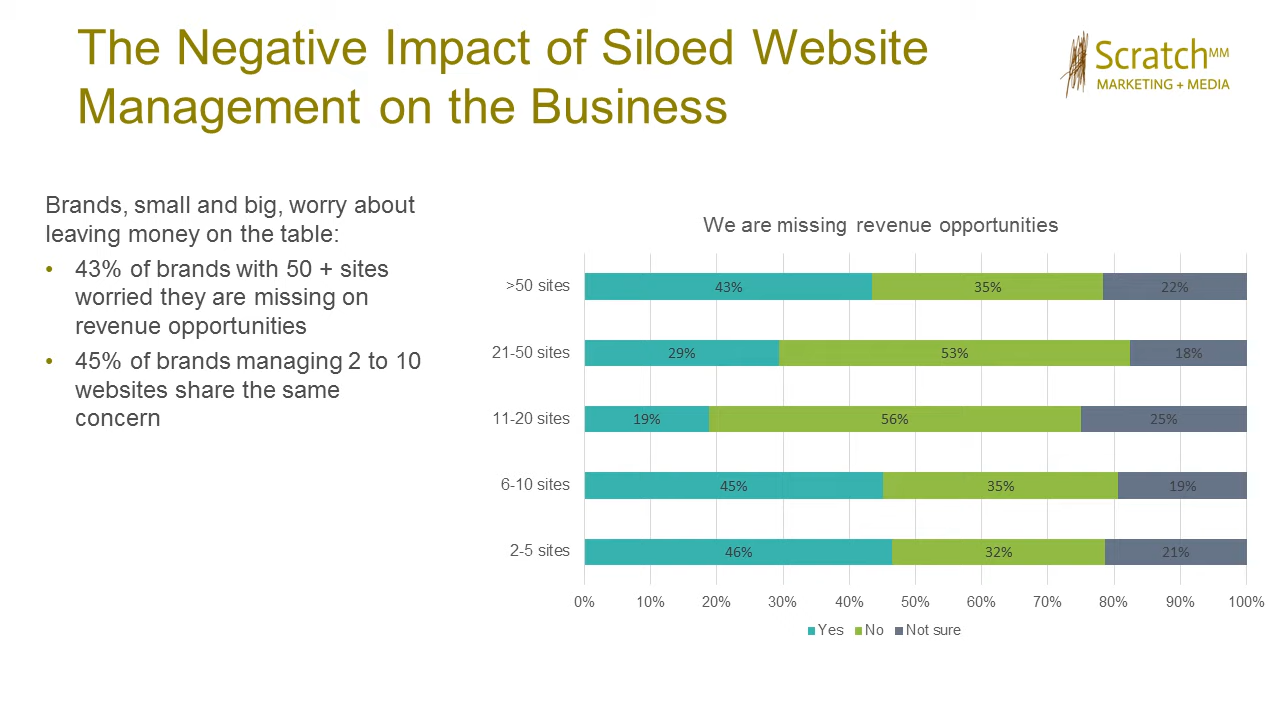 The Negative Impact of Siloed Website
Management on the Business
Scratch MM
MARKETING + MEDIA
Brands, small and big, worry about
leaving money on the table:
• 43% of brands with 50 + sites
worried they are missing on
revenue opportunities
• 45% of brands managing 2 to 10
websites share the same
concern
We are missing revenue opportunities
>50 sites 43% 35% 22%
21-50 sites 29% 53% 18%
11-20 sites 19% 56% 25%
6-10 sites 45% 35% 19%
2-5 sites 46% 32% 21%
0% 10% 20% 30% 40% 50% 60% 70% 80% 90% 100%
Yes No Not sure